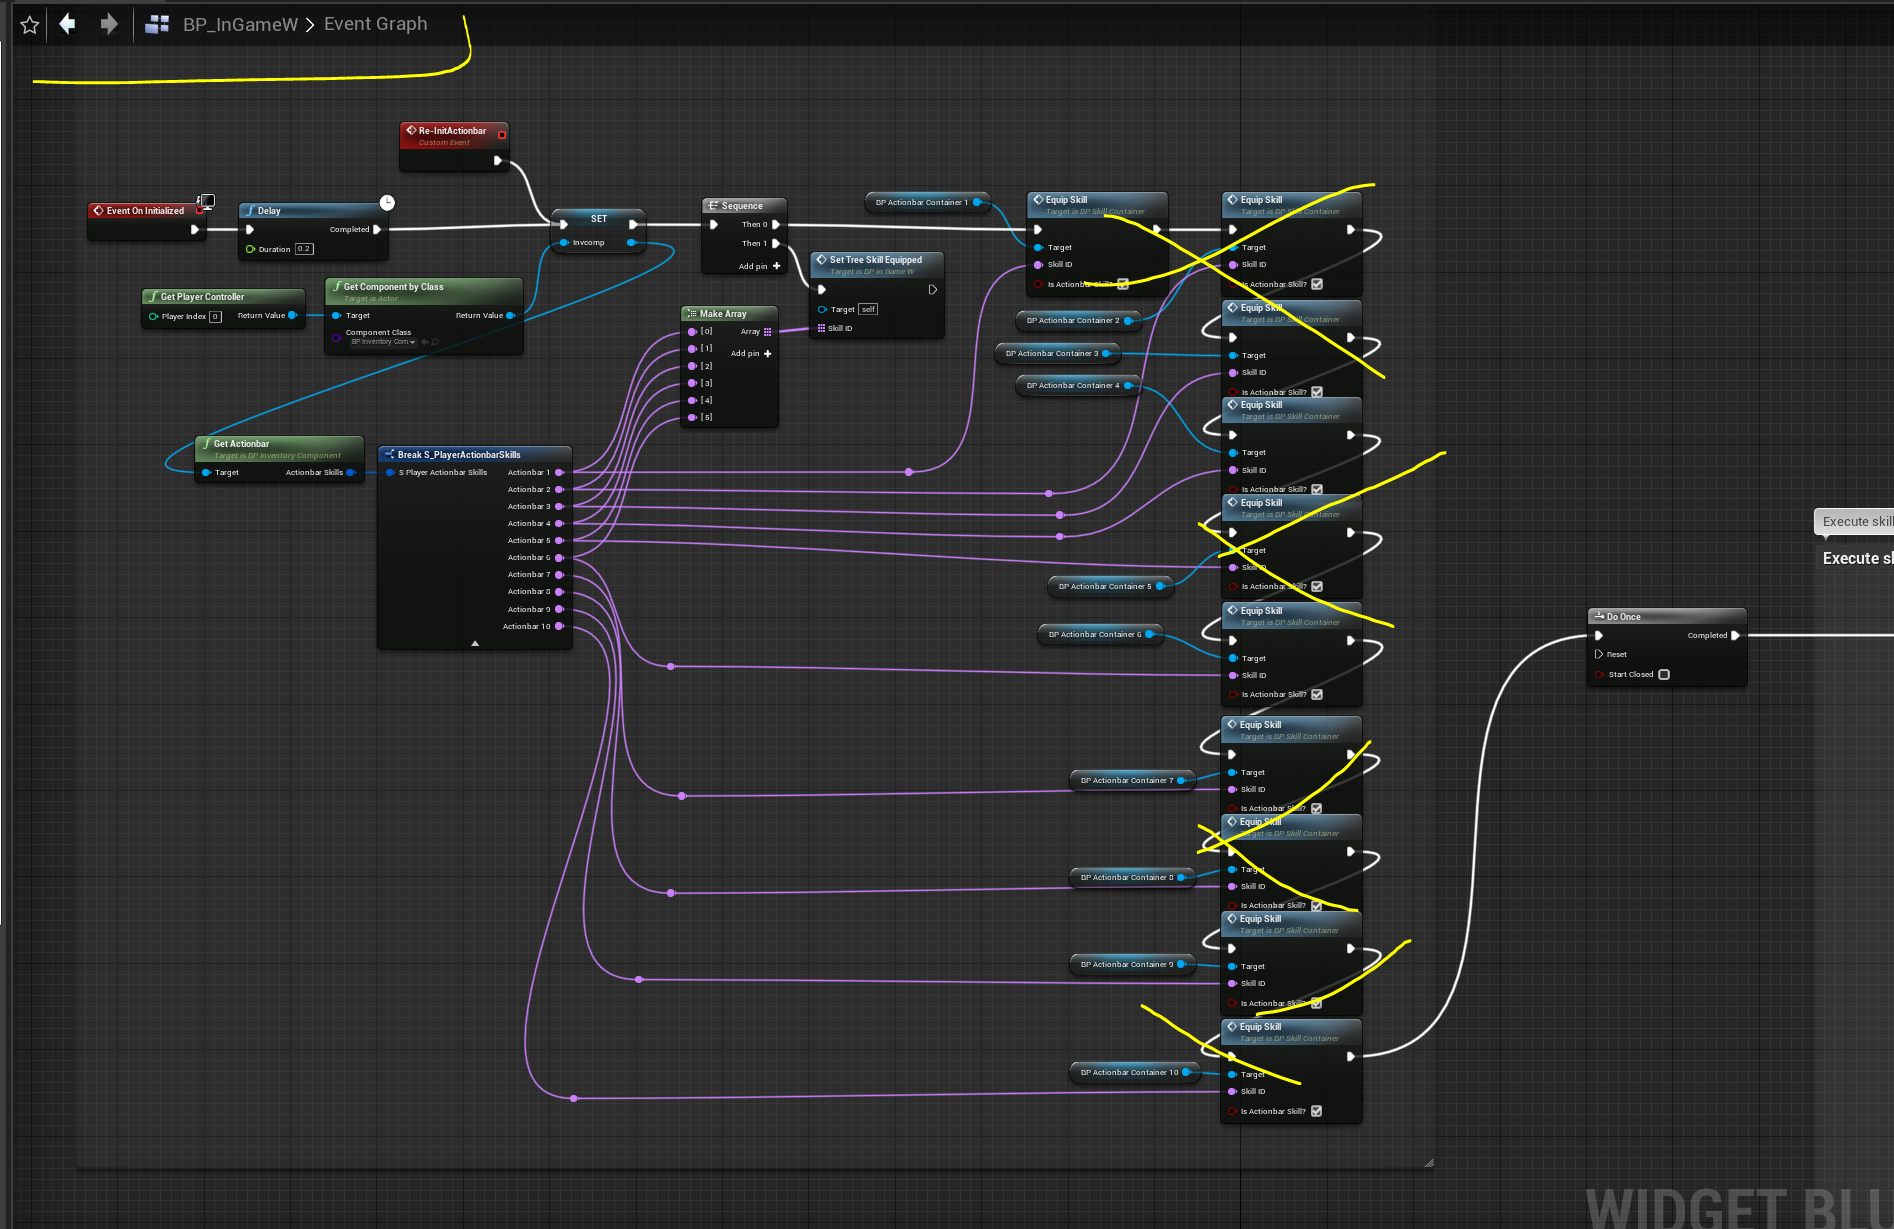 BP_InGameW > Event Graph
Re-InitActionbar
Custom Event
Event On Initialized
Delay
Completed
Duration 0.2
SET
Invcomp
Get Player Controller
Player Index 0
Return Value
Get Component by Class
Target is Actor
Target
Return Value
Component Class
BP Inventory Com
Sequence
Then 0
Then 1
Add pin +
Set Tree Skill Equipped
Target is BP in Game W
Target self
Skill ID
Make Array
[0]
Array
[1]
Add pin +
[2]
[3]
[4]
[5]
Get Actionbar
Target is BP Inventory Component
Target
Actionbar Skills
Break S_PlayerActionbarSkills
S Player Actionbar Skills
Actionbar 1
Actionbar 2
Actionbar 3
Actionbar 4
Actionbar 5
Actionbar 6
Actionbar 7
Actionbar 8
Actionbar 9
Actionbar 10
BP Actionbar Container 1
Equip Skill
Target is BP Skill Container
Target
Skill ID
Is Actionbar Skill?
Equip Skill
Target is BP Skill Container
Target
Skill ID
Is Actionbar Skill?
BP Actionbar Container 2
Equip Skill
Target is BP Skill Container
BP Actionbar Container 3
Target
Skill ID
Is Actionbar Skill?
BP Actionbar Container 4
Equip Skill
Target is BP Skill Container
Target
Skill ID
Is Actionbar Skill?
Equip Skill
Target is BP Skill Container
Target
Skill ID
Is Actionbar Skill?
BP Actionbar Container 5
Equip Skill
Target is BP Skill Container
BP Actionbar Container 6
Target
Skill ID
Is Actionbar Skill?
Equip Skill
Target is BP Skill Container
BP Actionbar Container 7
Target
Skill ID
Is Actionbar Skill?
Equip Skill
Target is BP Skill Container
BP Actionbar Container 8
Target
Skill ID
Is Actionbar Skill?
Equip Skill
Target is BP Skill Container
BP Actionbar Container 9
Target
Skill ID
Is Actionbar Skill?
Equip Skill
Target is BP Skill Container
BP Actionbar Container 10
Target
Skill ID
Is Actionbar Skill?
Execute skill
Execute sk
Do Once
Completed
Reset
Start Closed
WIDGET BLU